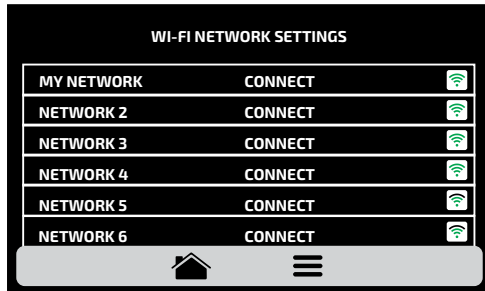 WI-FI NETWORK SETTINGS
MY NETWORK CONNECT
NETWORK 2 CONNECT
NETWORK 3 CONNECT
NETWORK 4 CONNECT
NETWORK 5 CONNECT
NETWORK 6 CONNECT